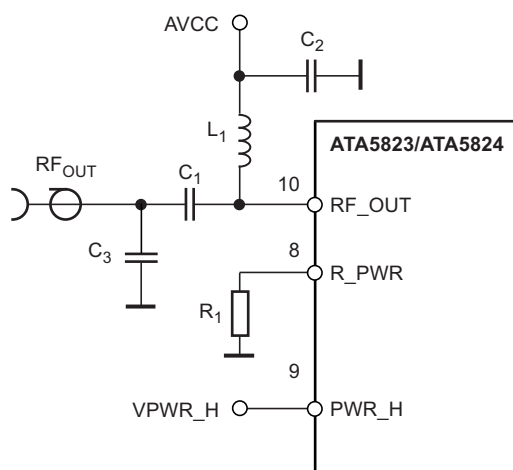 AVCC
C2
L1
ATA5823/ATA5824
RFOUT
C1
10
RF_OUT
C3
8
R_PWR
R1
9
VPWR_H
PWR_H